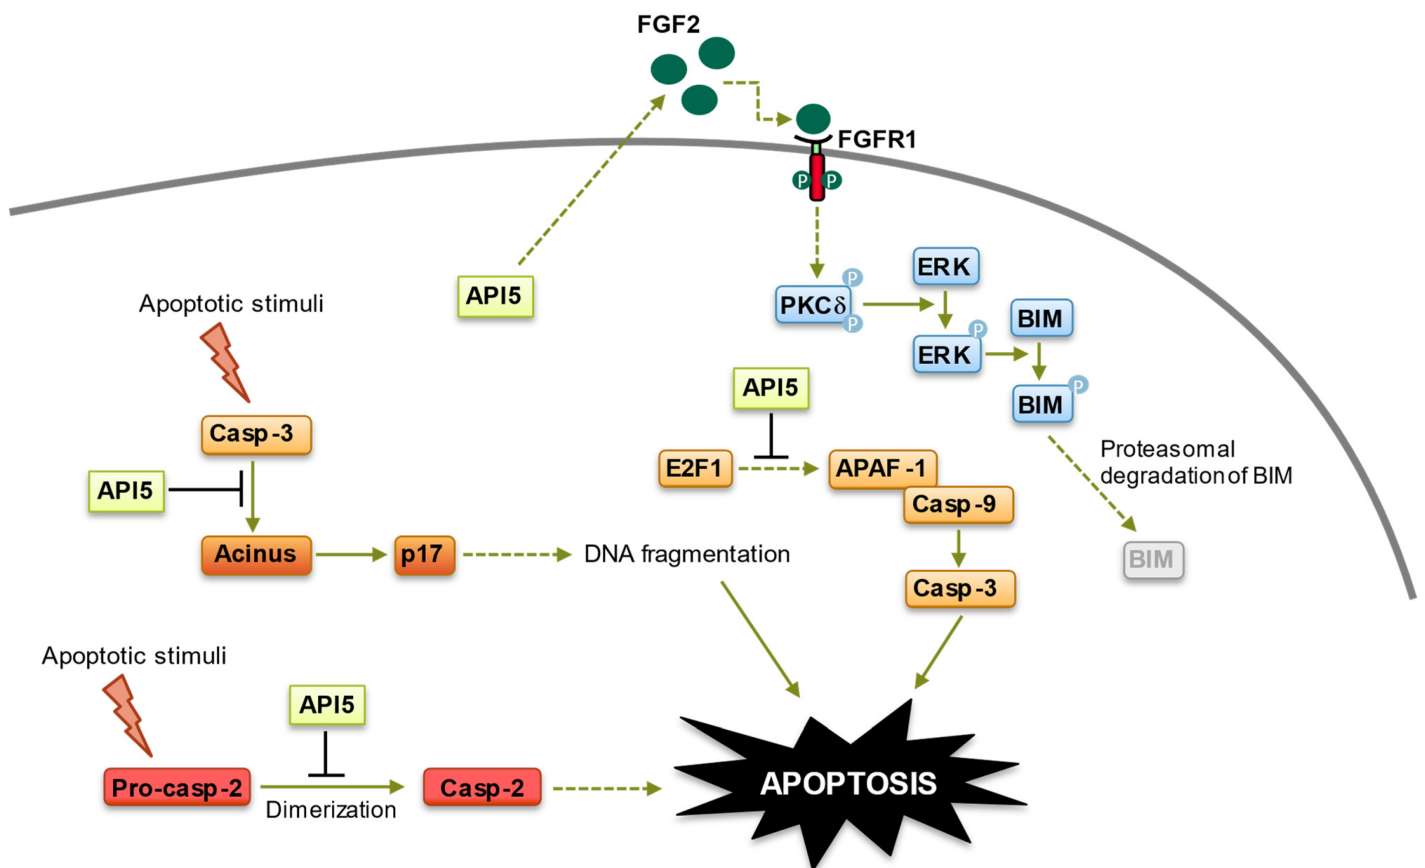 FGF2
FGFR1
P P
API5
Apoptotic stimuli
PKCδ
P
P
ERK
ERK
P
BIM
BIM
P
Proteasomal
degradation of BIM
BIM
API5
E2F1
APAF-1
Casp-9
Casp-3
Casp-3
API5
Acinus
p17
DNA fragmentation
Apoptotic stimuli
API5
Pro-casp-2
Dimerization
Casp-2
APOPTOSIS